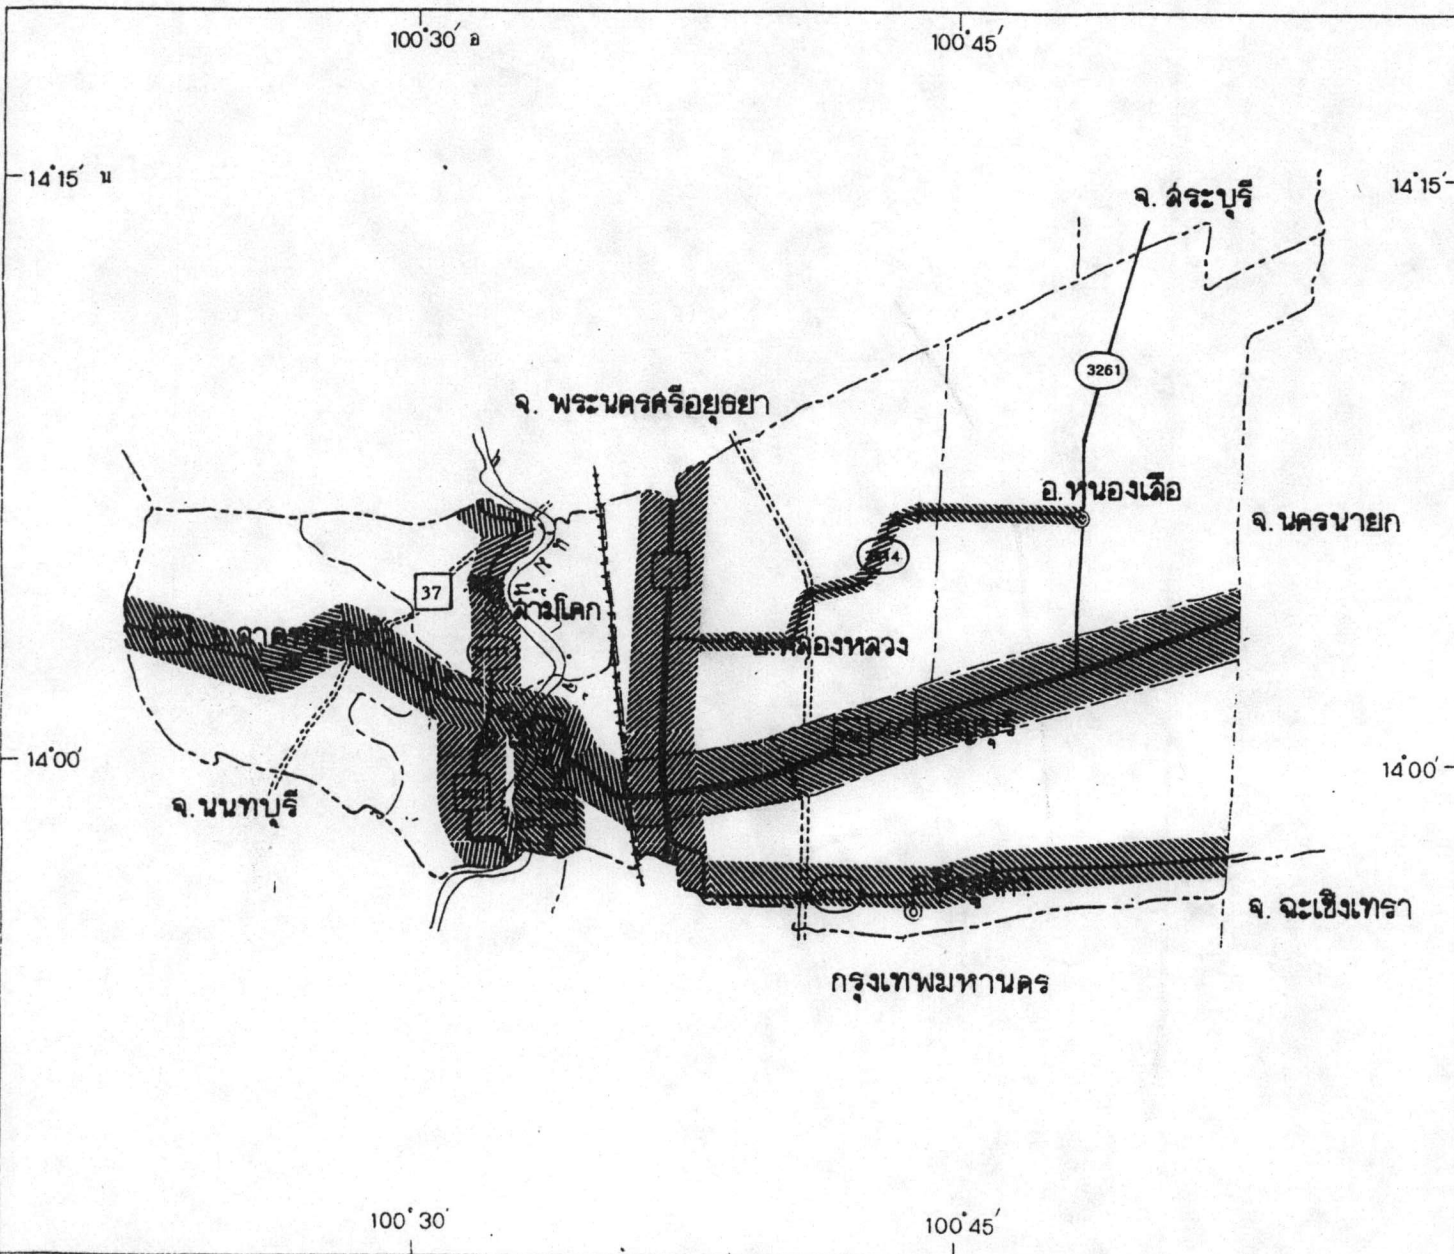 100°30′ อ
100°45′
14°15′ น
14°15′
จ. สระบุรี
3261
จ. พระนครศรีอยุธยา
อ.หนองเสือ
จ.นครนายก
37
สามโคก
อ.คลองหลวง
14°00′
14°00′
จ.นนทบุรี
จ. ฉะเชิงเทรา
กรุงเทพมหานคร
100°30′
100°45′